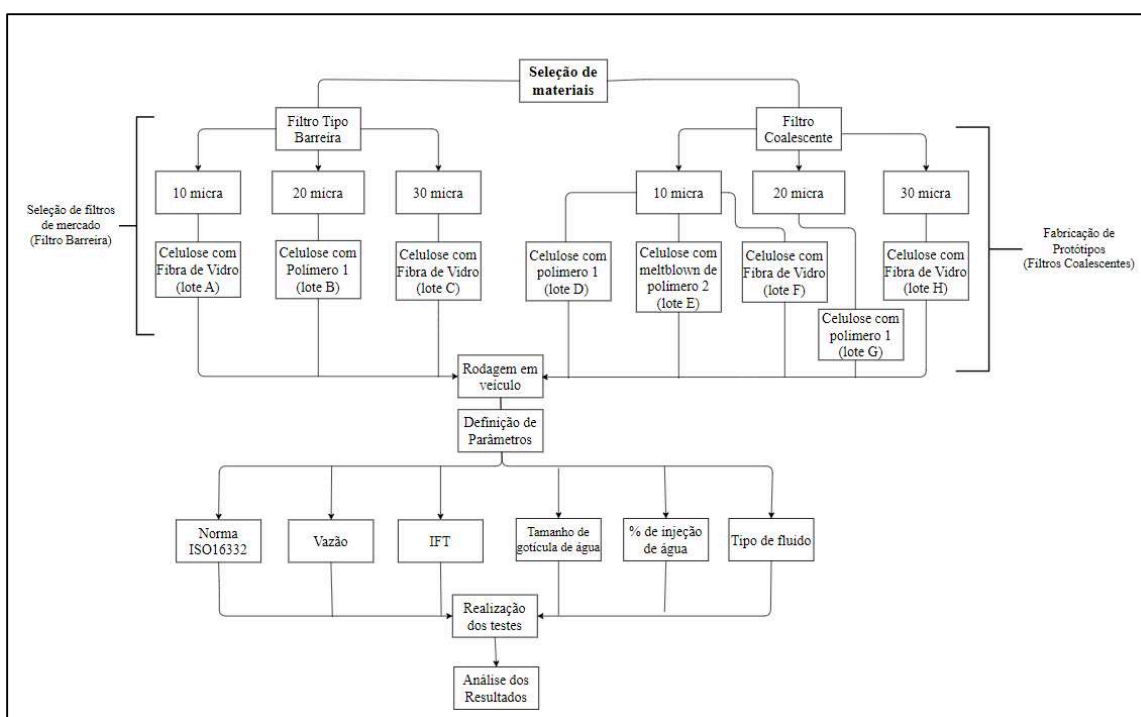 Seleção de
materiais
Filtro Tipo
Barreira
Filtro
Coalescente
Seleção de filtros
de mercado
(Filtro Barreira)
10 micra
20 micra
30 micra
10 micra
20 micra
30 micra
Fabricação de
Protótipos
(Filtros Coalescentes)
Celulose com
Fibra de Vidro
(lote A)
Celulose com
Polímero 1
(lote B)
Celulose com
Fibra de Vidro
(lote C)
Celulose com
polimero 1
(lote D)
Celulose com
meltblown de
polímero 2
(lote E)
Celulose com
Fibra de Vidro
(lote F)
Celulose com
polimero 1
(lote G)
Celulose com
Fibra de Vidro
(lote H)
Rodagem em
veículo
Definição de
Parâmetros
Norma
ISO16332
Vazão
IFT
Tamanho de
gotícula de água
% de injeção
de água
Tipo de fluido
Realização
dos testes
Análise dos
Resultados